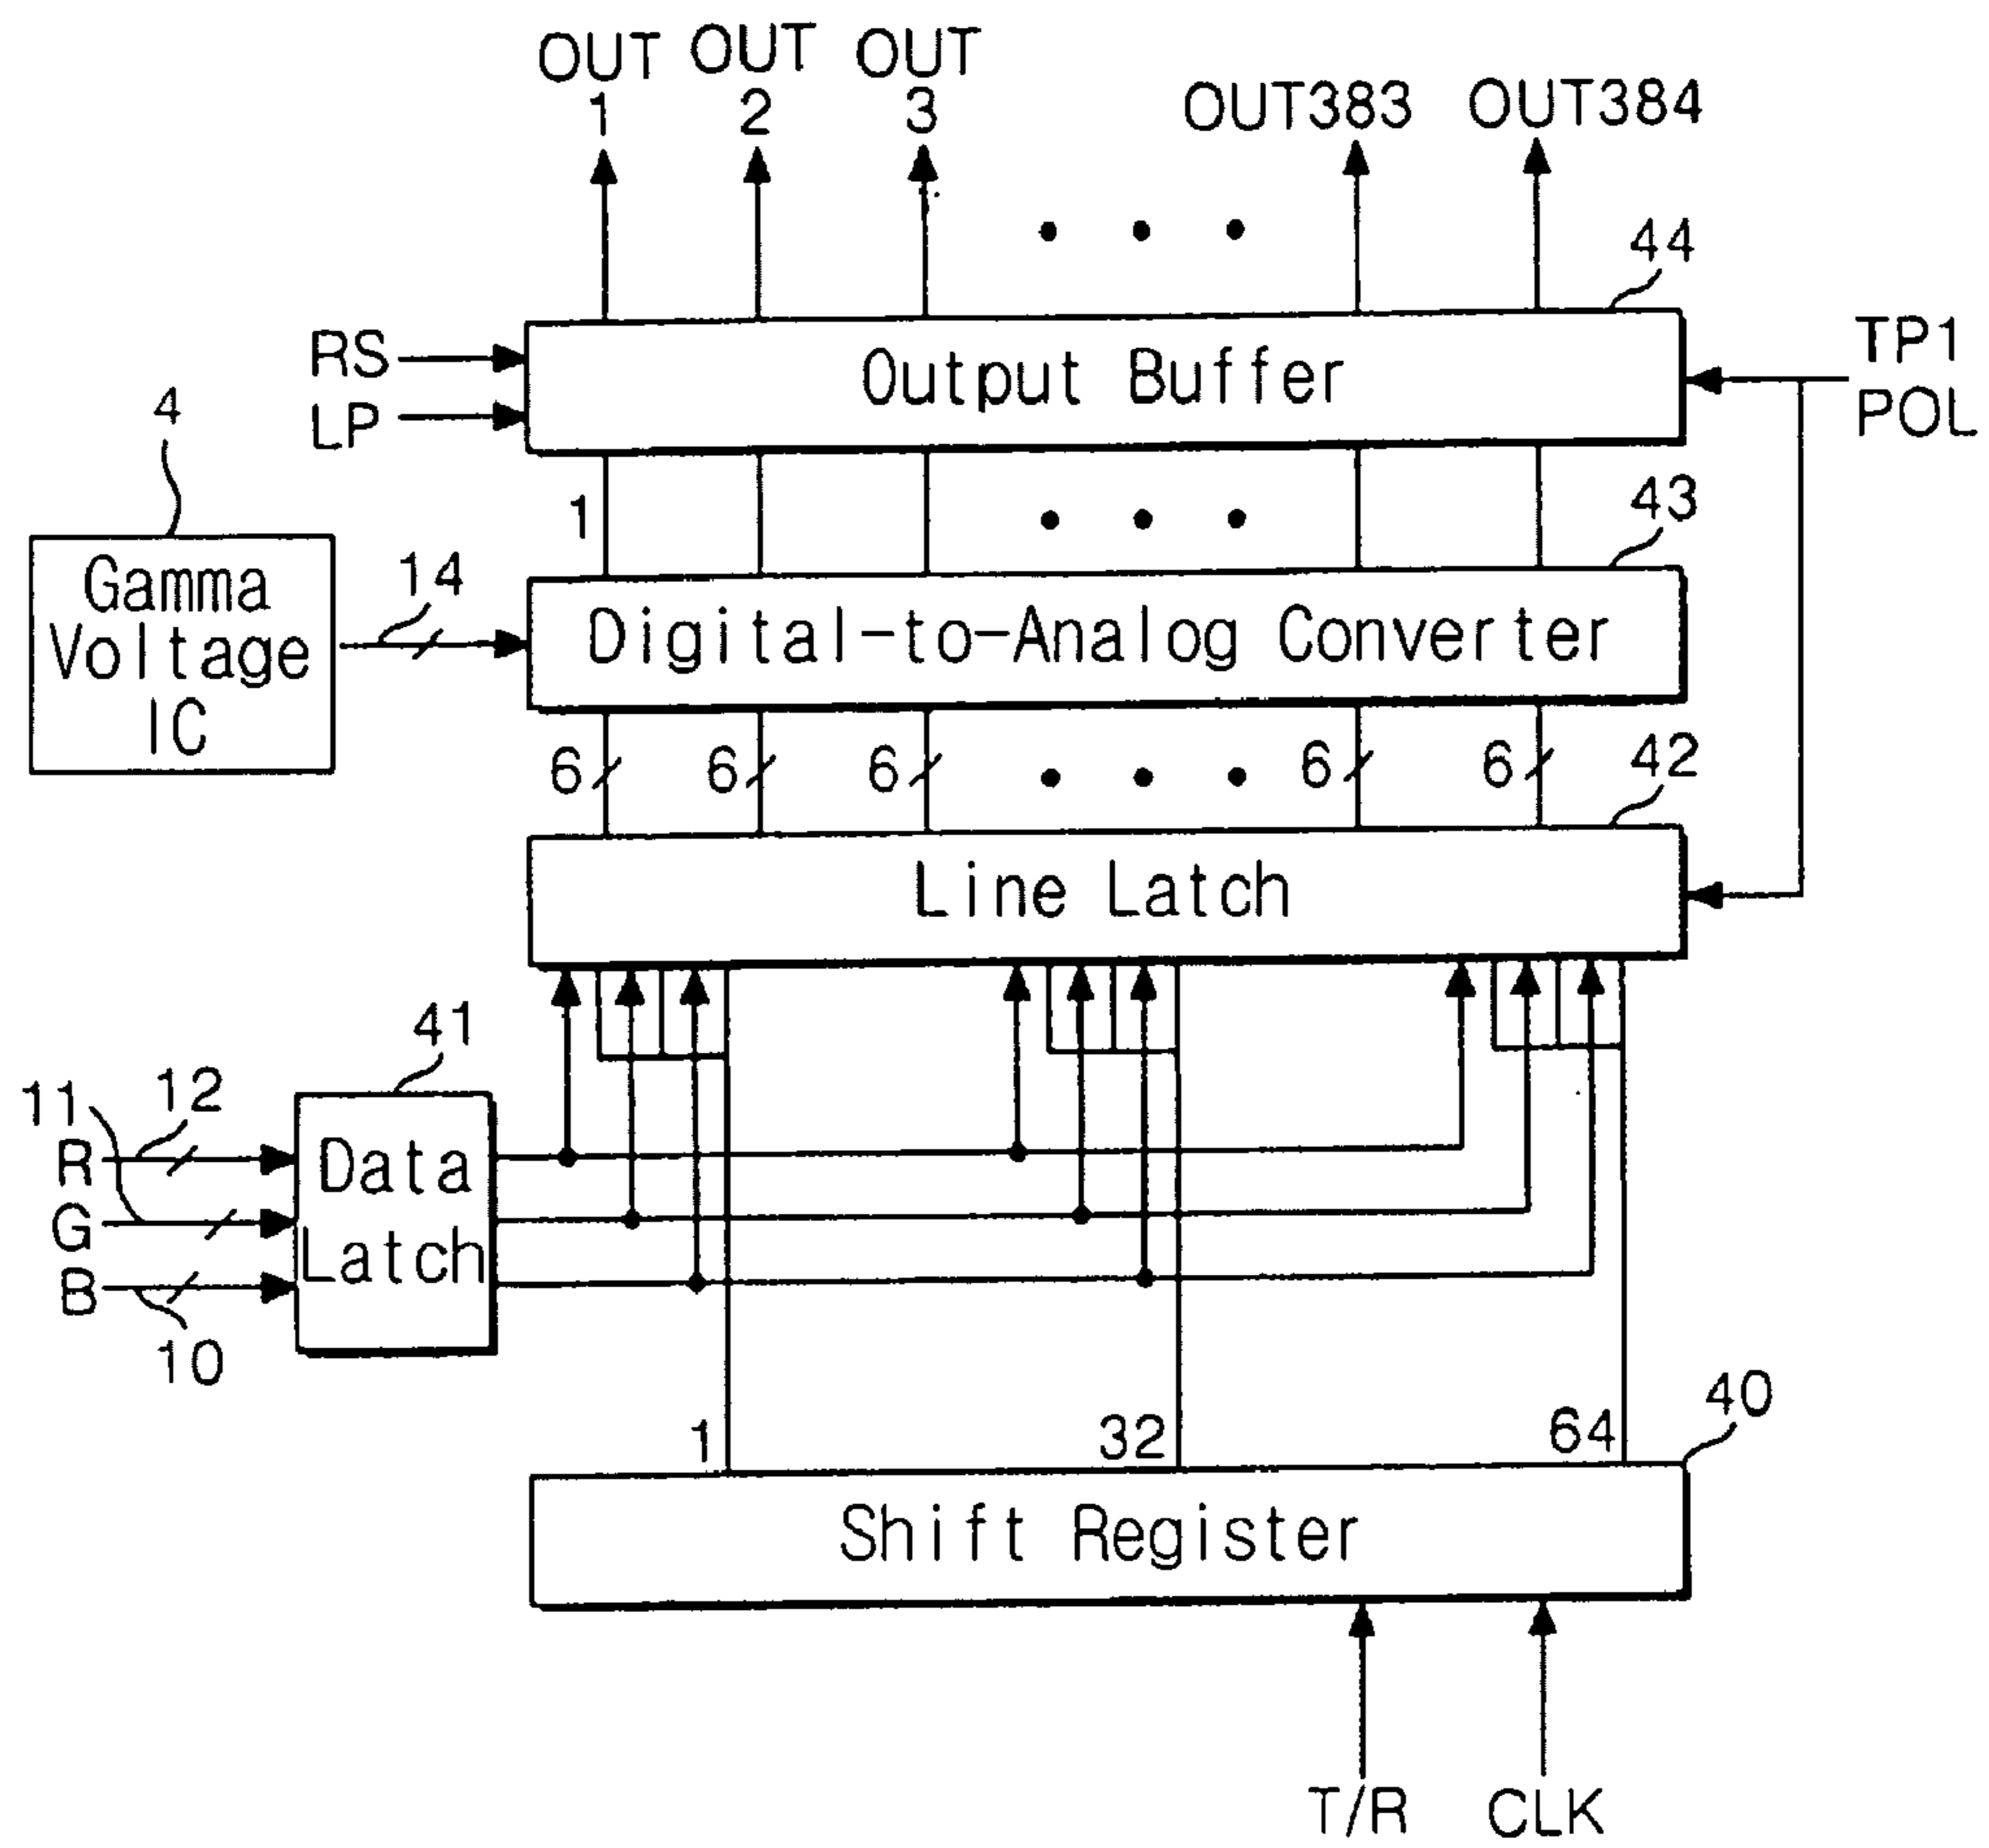 OUT 1
OUT 2
OUT 3
OUT383
OUT384
44
RS
LP
Output Buffer
TP1
POL
4
1
43
Gamma
Voltage
IC
14
Digital-to-Analog Converter
6
6
6
6
6
42
Line Latch
41
11
12
R
G
B
10
Data
Latch
1
32
64
40
Shift Register
T/R
CLK